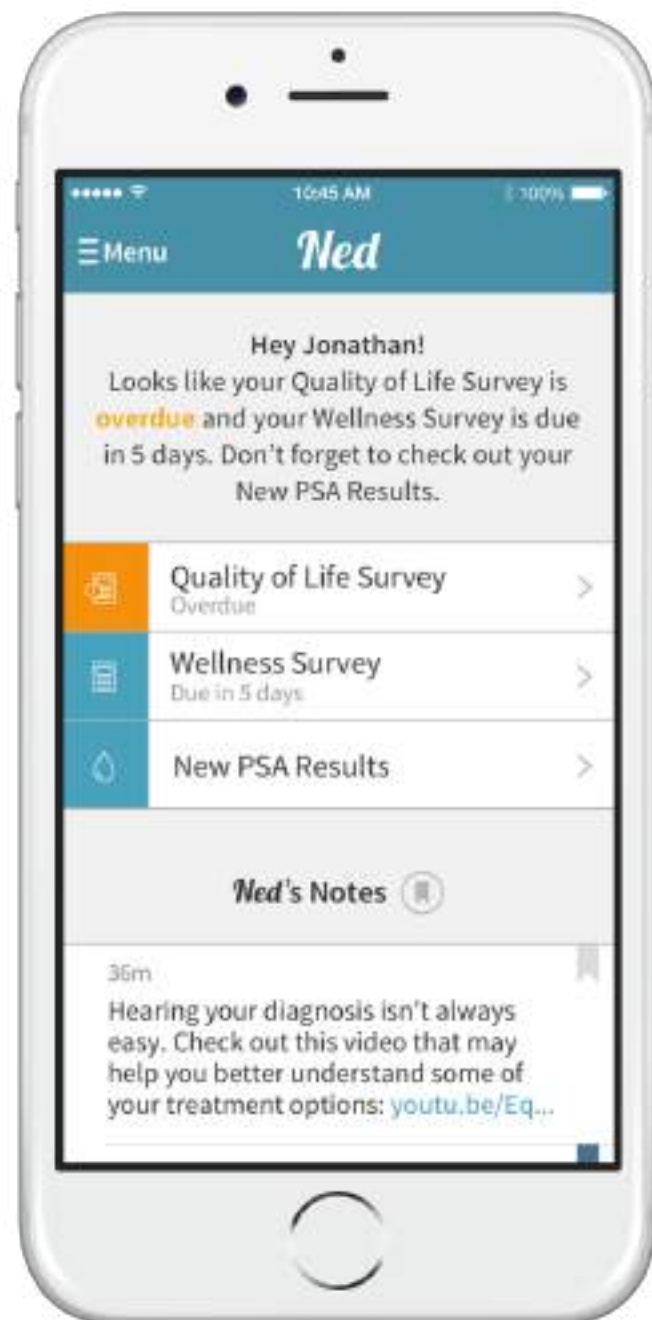 10:45 AM
100%
Menu
Ned
Hey Jonathan!
Looks like your Quality of Life Survey is
overdue and your Wellness Survey is due
in 5 days. Don't forget to check out your
New PSA Results.
Quality of Life Survey
Overdue
Wellness Survey
Due in 5 days
New PSA Results
Ned's Notes
36m
Hearing your diagnosis isn't always
easy. Check out this video that may
help you better understand some of
your treatment options: youtu.be/Eq...